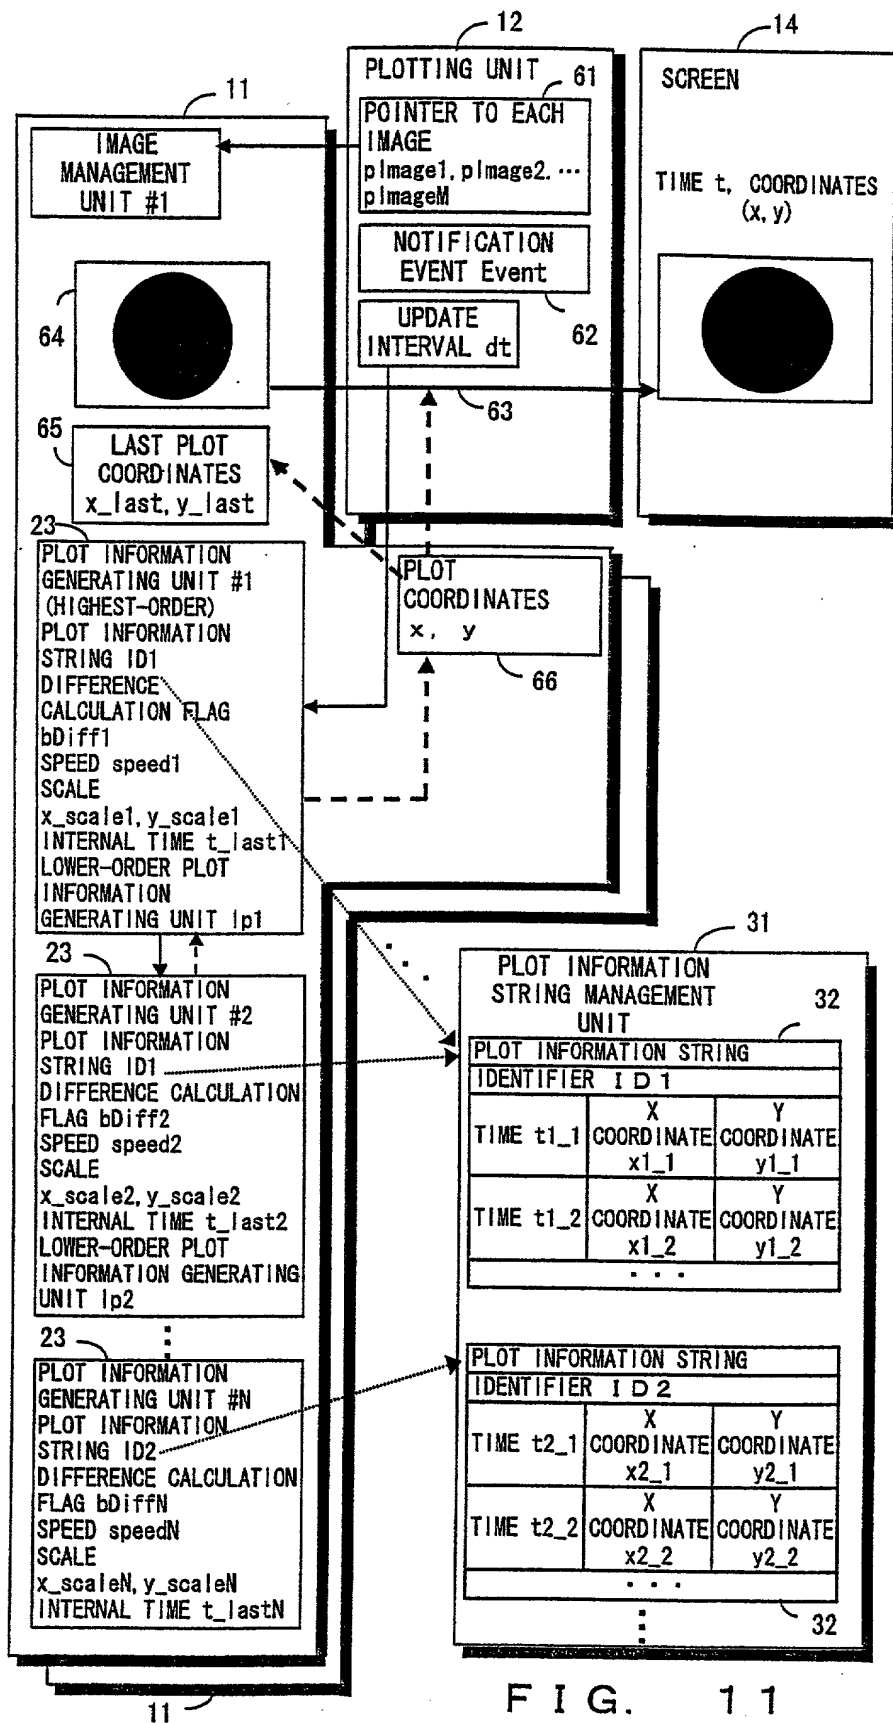 12
PLOTTING UNIT
61
POINTER TO EACH
IMAGE
pImage1, pImage2. ···
pImageM
NOTIFICATION
EVENT Event
62
UPDATE
INTERVAL dt
63
14
SCREEN
TIME t, COORDINATES
(x, y)
11
IMAGE
MANAGEMENT
UNIT #1
64
65
LAST PLOT
COORDINATES
x_last, y_last
23
PLOT INFORMATION
GENERATING UNIT #1
(HIGHEST-ORDER)
PLOT INFORMATION
STRING ID1
DIFFERENCE
CALCULATION FLAG
bDiff1
SPEED speed1
SCALE
x_scale1, y_scale1
INTERNAL TIME t_last1
LOWER-ORDER PLOT
INFORMATION
GENERATING UNIT lp1
PLOT
COORDINATES
x, y
66
23
PLOT INFORMATION
GENERATING UNIT #2
PLOT INFORMATION
STRING ID1
DIFFERENCE CALCULATION
FLAG bDiff2
SPEED speed2
SCALE
x_scale2, y_scale2
INTERNAL TIME t_last2
LOWER-ORDER PLOT
INFORMATION GENERATING
UNIT lp2
23
PLOT INFORMATION
GENERATING UNIT #N
PLOT INFORMATION
STRING ID2
DIFFERENCE CALCULATION
FLAG bDiffN
SPEED speedN
SCALE
x_scaleN, y_scaleN
INTERNAL TIME t_lastN
11
31
PLOT INFORMATION
STRING MANAGEMENT
UNIT
32
PLOT INFORMATION STRING
IDENTIFIER ID1
TIME t1_1 X COORDINATE x1_1 Y COORDINATE y1_1
TIME t1_2 X COORDINATE x1_2 Y COORDINATE y1_2
· · ·
PLOT INFORMATION STRING
IDENTIFIER ID2
TIME t2_1 X COORDINATE x2_1 Y COORDINATE y2_1
TIME t2_2 X COORDINATE x2_2 Y COORDINATE y2_2
· · ·
32
FIG. 11